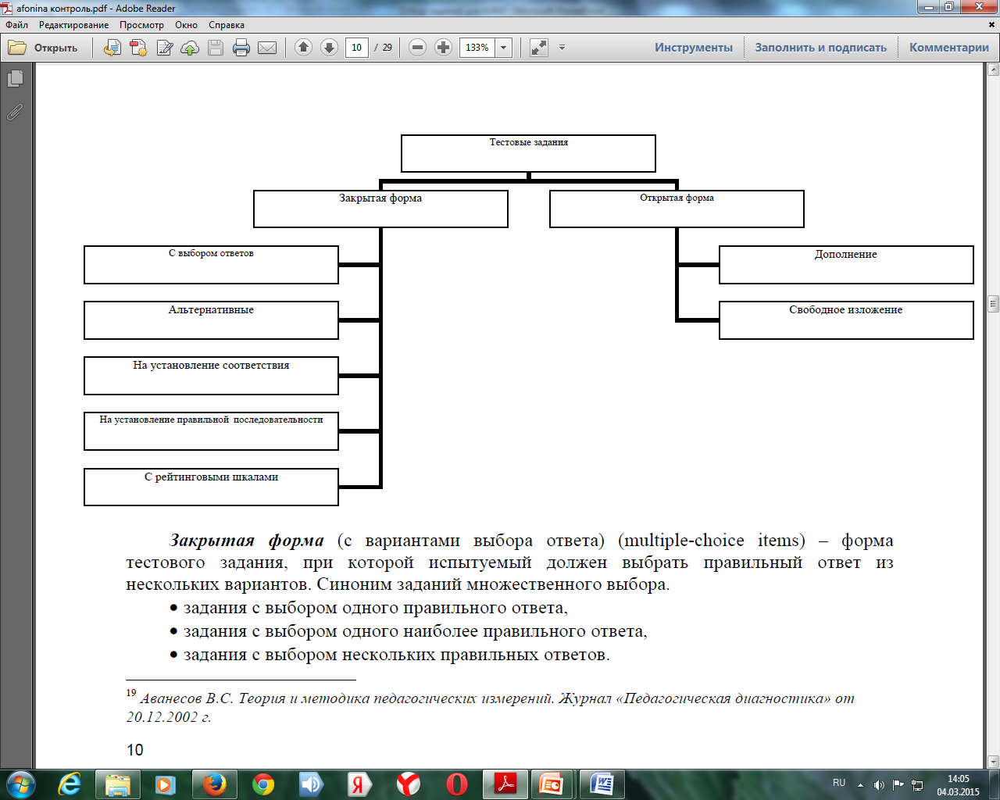 afonina контроль.pdf - Adobe Reader
Файл Редактирование Просмотр Окно Справка
Открыть 10 / 29 133% Инструменты Заполнить и подписать Комментарии
Тестовые задания
Закрытая форма Открытая форма
С выбором ответов Дополнение
Альтернативные Свободное изложение
На установление соответствия
На установление правильной последовательности
С рейтинговыми шкалами
Закрытая форма (с вариантами выбора ответа) (multiple-choice items) – форма
тестового задания, при которой испытуемый должен выбрать правильный ответ из
нескольких вариантов. Синоним заданий множественного выбора.
• задания с выбором одного правильного ответа,
• задания с выбором одного наиболее правильного ответа,
• задания с выбором нескольких правильных ответов.
19 Аванесов В.С. Теория и методика педагогических измерений. Журнал «Педагогическая диагностика» от
20.12.2002 г.
10
RU 14:05
04.03.2015